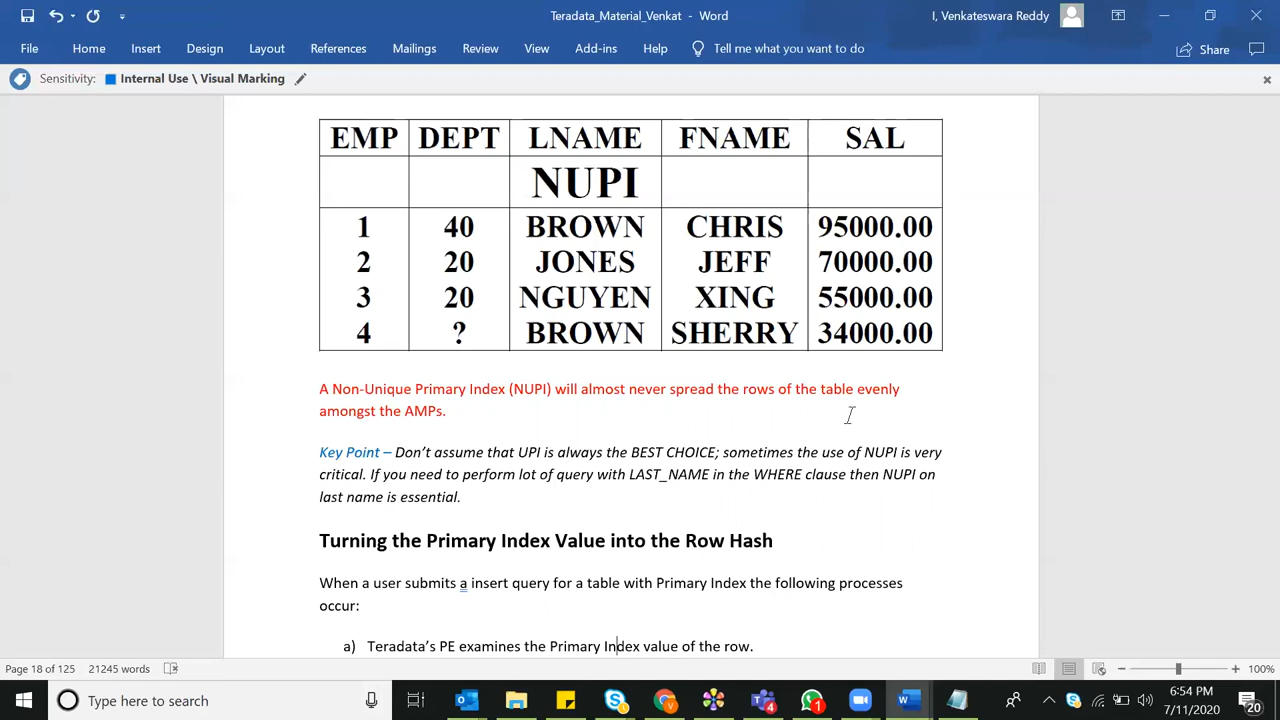 Teradata_Material_Venkat - Word
I, Venkateswara Reddy
File Home Insert Design Layout References Mailings Review View Add-ins Help Tell me what you want to do Share
Sensitivity: Internal Use \ Visual Marking
EMP DEPT LNAME FNAME SAL
NUPI
1 40 BROWN CHRIS 95000.00
2 20 JONES JEFF 70000.00
3 20 NGUYEN XING 55000.00
4 ? BROWN SHERRY 34000.00
A Non-Unique Primary Index (NUPI) will almost never spread the rows of the table evenly
amongst the AMPs.
Key Point – Don’t assume that UPI is always the BEST CHOICE; sometimes the use of NUPI is very
critical. If you need to perform lot of query with LAST_NAME in the WHERE clause then NUPI on
last name is essential.
Turning the Primary Index Value into the Row Hash
When a user submits a insert query for a table with Primary Index the following processes
occur:
a) Teradata’s PE examines the Primary Index value of the row.
Page 18 of 125 21245 words 100%
Type here to search
6:54 PM
7/11/2020
4
1
20